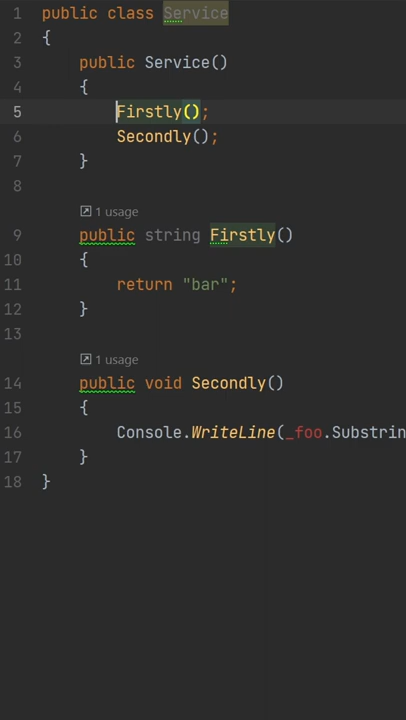 1 public class Service
2 {
3 public Service()
4 {
5 Firstly();
6 Secondly();
7 }
8
1 usage
9 public string Firstly()
10 {
11 return "bar";
12 }
13
1 usage
14 public void Secondly()
15 {
16 Console.WriteLine(_foo.Substrin
17 }
18 }